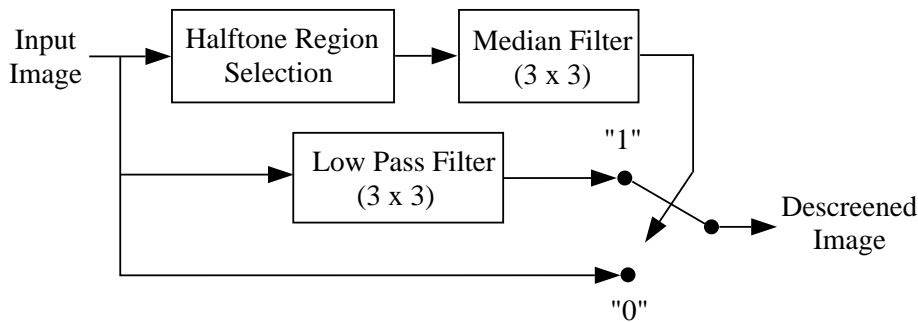 Input
Image
Halftone Region
Selection
Median Filter
(3 x 3)
"1"
Low Pass Filter
(3 x 3)
Descreened
Image
"0"